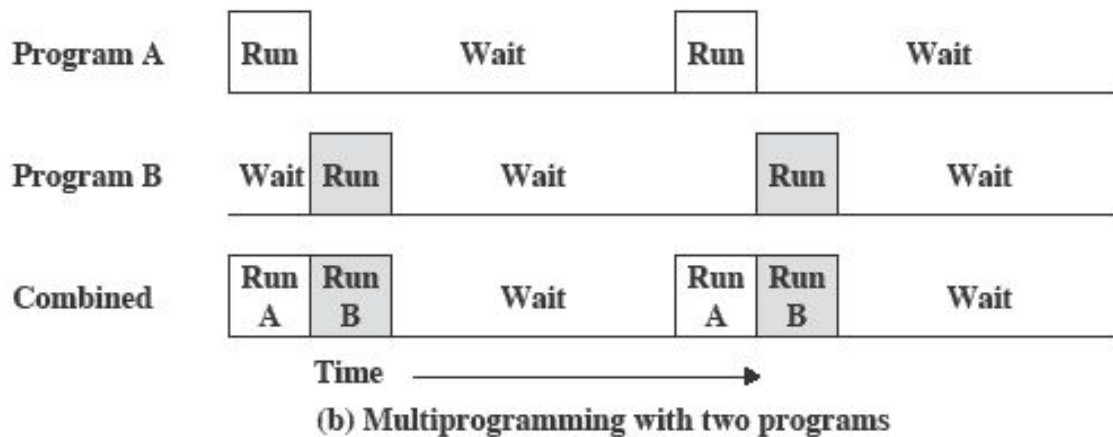 Program A Run Wait Run Wait
Program B Wait Run Wait Run Wait
Combined Run A Run B Wait Run A Run B Wait
Time
(b) Multiprogramming with two programs